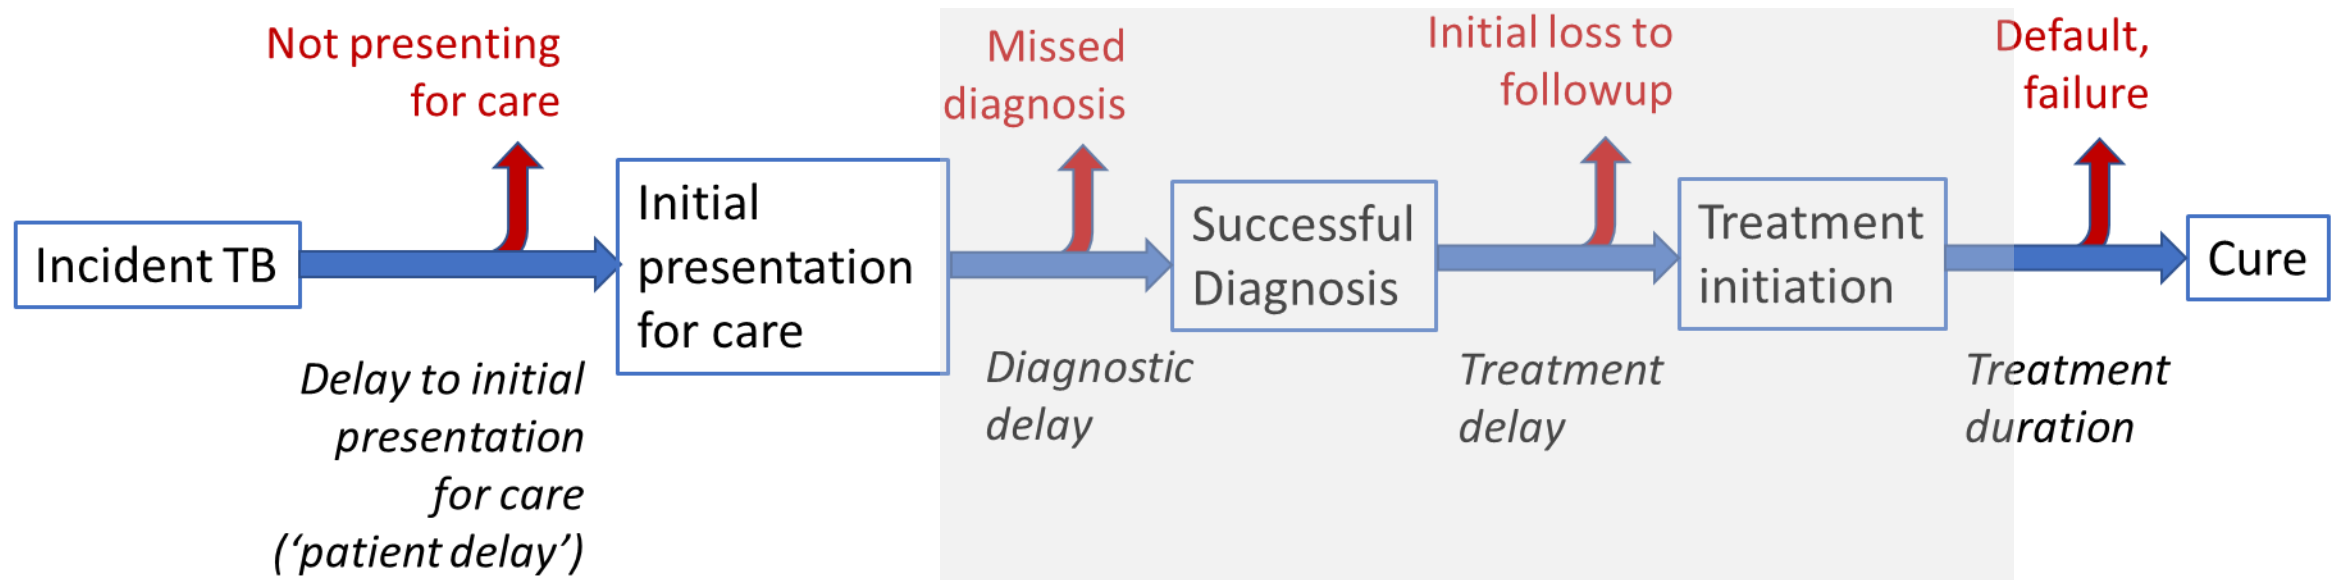 Not presenting
for care
Missed
diagnosis
Initial loss to
followup
Default,
failure
Incident TB
Initial
presentation
for care
Successful
Diagnosis
Treatment
initiation
Cure
Delay to initial
presentation
for care
(‘patient delay’)
Diagnostic
delay
Treatment
delay
Treatment
duration